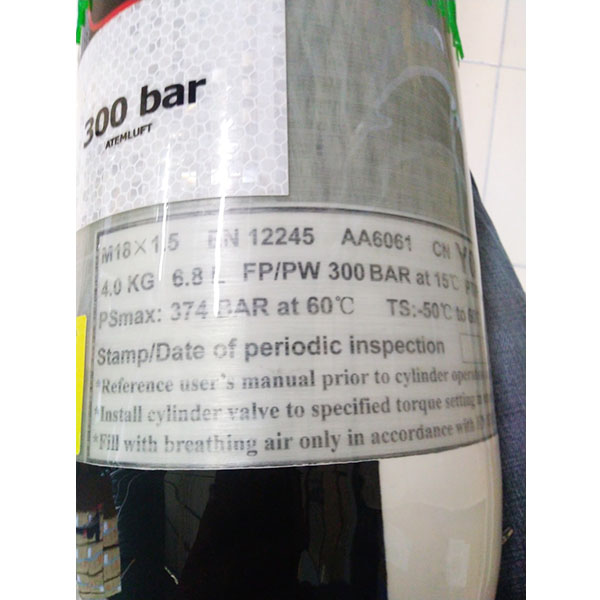 300 bar
ATEMLUFT
M18×1.5 EN 12245 AA6061 CN
4.0 KG 6.8 L FP/PW 300 BAR at 15℃
PSmax: 374 BAR at 60℃ TS:-50℃ to
Stamp/Date of periodic inspection
*Reference user's manual prior to cylinder
*Install cylinder valve to specified torque setting
*Fill with breathing air only in accordance with